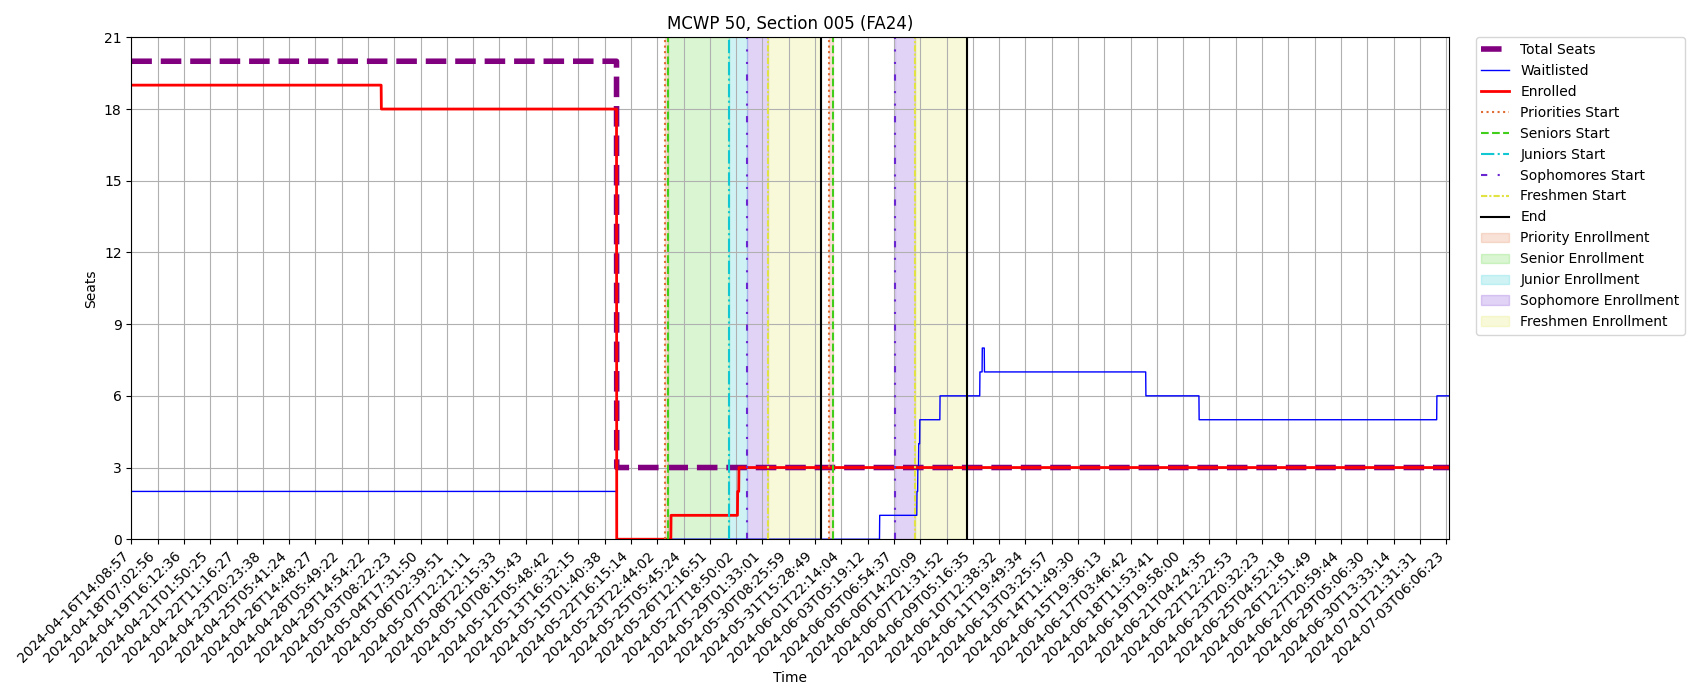 MCWP 50, Section 005 (FA24)
21
18
15
12
9
6
3
0
Seats
2024-04-16T14:08:57
2024-04-18T07:02:56
2024-04-19T16:12:36
2024-04-21T01:50:25
2024-04-22T11:16:27
2024-04-23T20:23:38
2024-04-25T05:41:24
2024-04-26T14:48:27
2024-04-28T05:49:22
2024-04-29T14:54:22
2024-05-03T08:22:23
2024-05-04T17:31:50
2024-05-06T02:39:51
2024-05-07T12:21:11
2024-05-08T22:15:33
2024-05-10T08:15:43
2024-05-12T05:48:42
2024-05-13T16:32:15
2024-05-15T01:40:38
2024-05-22T16:15:14
2024-05-23T22:44:02
2024-05-25T05:45:24
2024-05-26T12:16:51
2024-05-27T18:50:02
2024-05-29T01:33:01
2024-05-30T08:25:59
2024-05-31T15:28:49
2024-06-01T22:14:04
2024-06-03T05:19:12
2024-06-05T06:54:37
2024-06-06T14:20:09
2024-06-07T21:31:52
2024-06-09T05:16:35
2024-06-10T12:38:32
2024-06-11T19:49:34
2024-06-13T03:25:57
2024-06-14T11:49:30
2024-06-15T19:36:13
2024-06-17T03:46:42
2024-06-18T11:53:41
2024-06-19T19:58:00
2024-06-21T04:24:35
2024-06-22T12:22:53
2024-06-23T20:32:23
2024-06-25T04:52:18
2024-06-26T12:51:49
2024-06-27T20:59:44
2024-06-29T05:06:30
2024-06-30T13:33:14
2024-07-01T21:31:31
2024-07-03T06:06:23
Time
Total Seats
Waitlisted
Enrolled
Priorities Start
Seniors Start
Juniors Start
Sophomores Start
Freshmen Start
End
Priority Enrollment
Senior Enrollment
Junior Enrollment
Sophomore Enrollment
Freshmen Enrollment